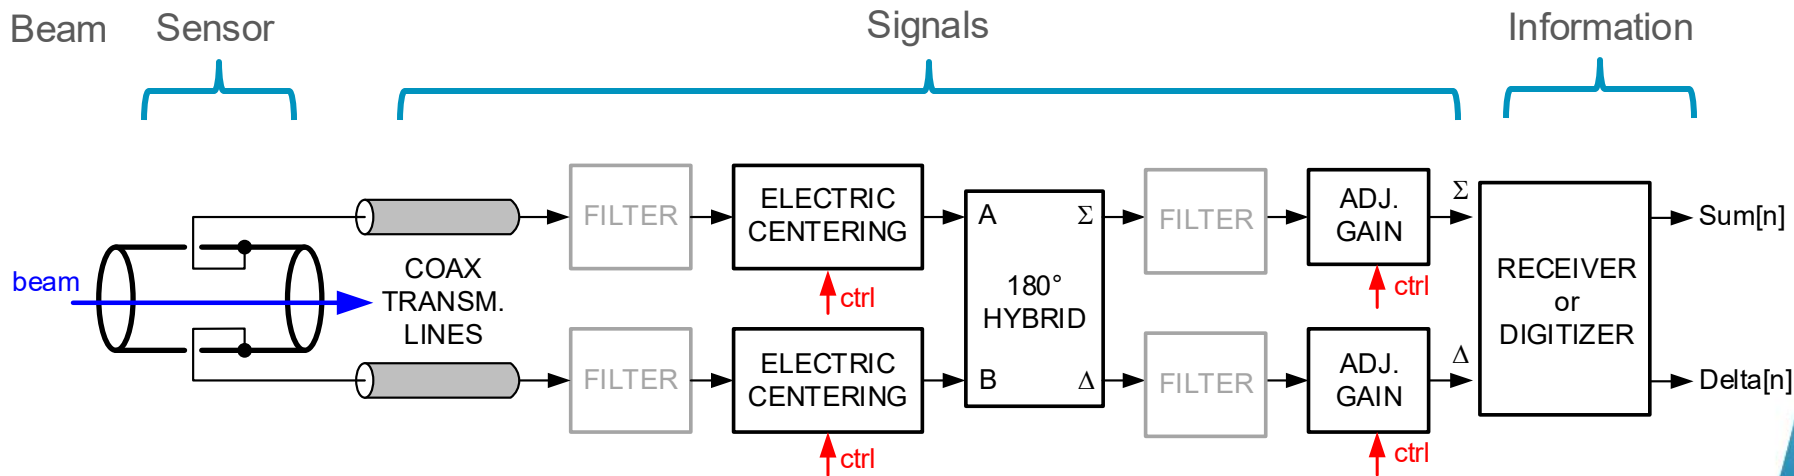 Beam
Sensor
Signals
Information
beam
COAX
TRANSM.
LINES
FILTER
ELECTRIC
CENTERING
ctrl
FILTER
ELECTRIC
CENTERING
ctrl
A
Σ
180°
HYBRID
B
Δ
FILTER
ADJ.
GAIN
ctrl
Σ
FILTER
ADJ.
GAIN
ctrl
Δ
RECEIVER
or
DIGITIZER
Sum[n]
Delta[n]